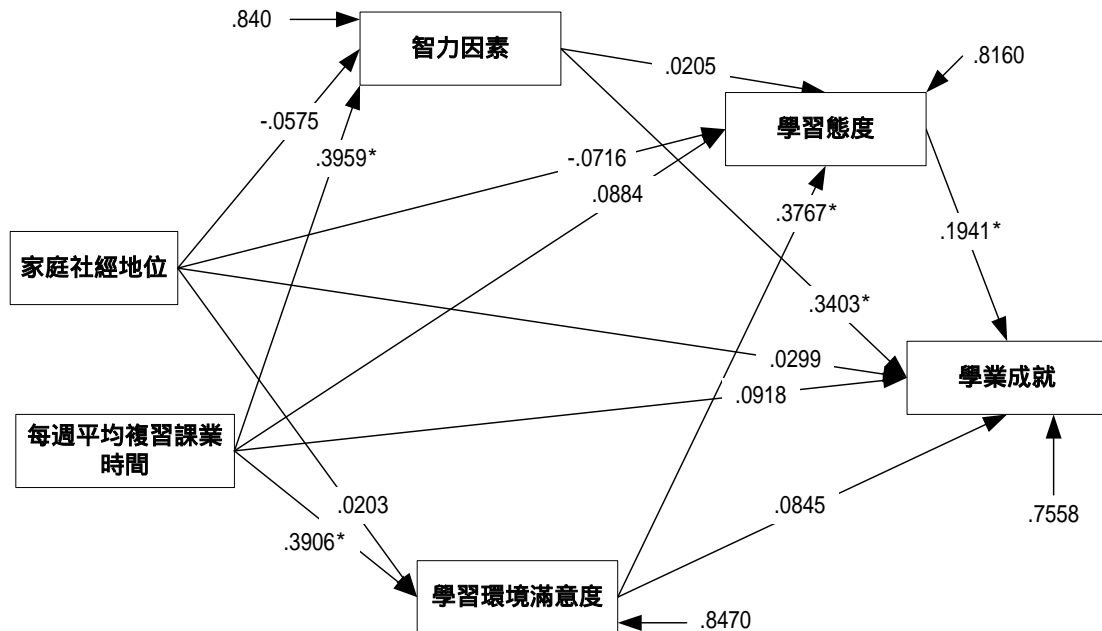 .840
智力因素
.0205
.8160
學習態度
-.0575
.3959*
-.0716
.0884
.3767*
.1941*
家庭社經地位
.3403*
.0299
學業成就
.0918
每週平均複習課業
時間
.0203
.0845
.7558
.3906*
學習環境滿意度
.8470